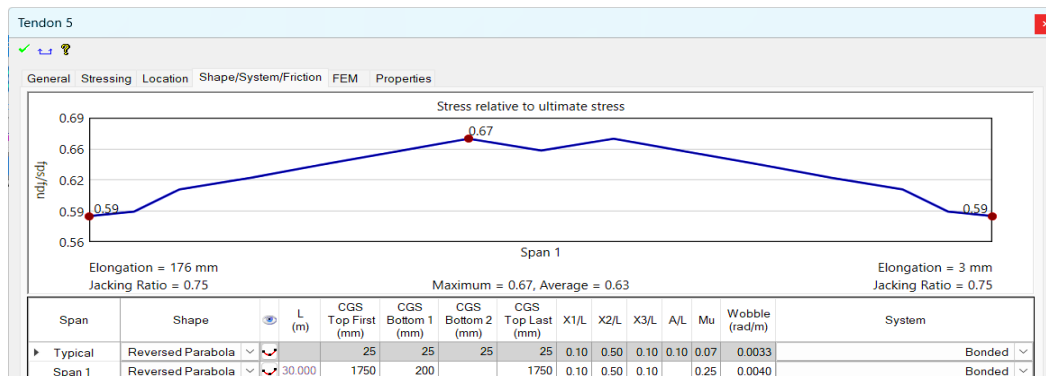 Tendon 5
General Stressing Location Shape/System/Friction FEM Properties
Stress relative to ultimate stress
0.69
0.67
0.66
0.62
fps/fpu
0.59 0.59 0.59
0.56
Span 1
Elongation = 176 mm Elongation = 3 mm
Jacking Ratio = 0.75 Maximum = 0.67, Average = 0.63 Jacking Ratio = 0.75
Span Shape L (m) CGS Top First (mm) CGS Bottom 1 (mm) CGS Bottom 2 (mm) CGS Top Last (mm) X1/L X2/L X3/L A/L Mu Wobble (rad/m) System
Typical Reversed Parabola 25 25 25 25 0.10 0.50 0.10 0.10 0.07 0.0033 Bonded
Span 1 Reversed Parabola 30.000 1750 200 1750 0.10 0.50 0.10 0.25 0.0040 Bonded